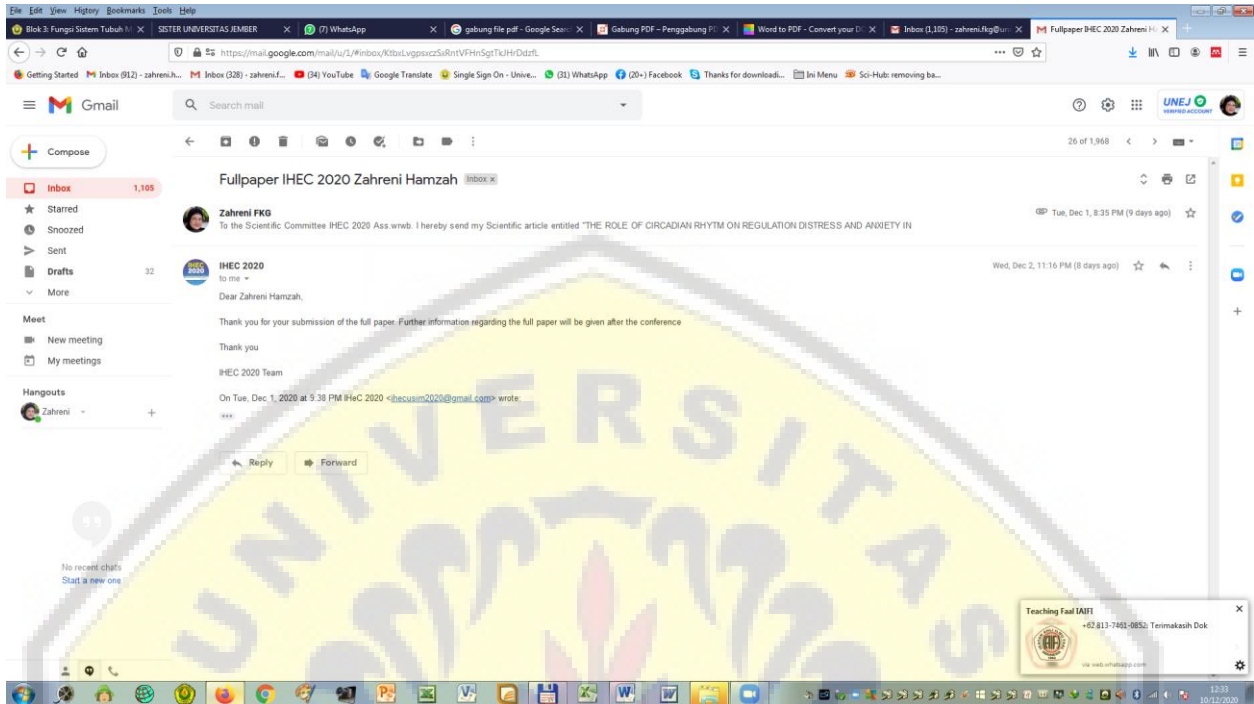 File Edit View History Bookmarks Tools Help
Blok 3: Fungsi Sistem Tubuh M
SISTER UNIVERSITAS JEMBER
(7) WhatsApp
gabung file pdf - Google Searc
Gabung PDF – Penggabung PD
Word to PDF - Convert your DO
Inbox (1,105) - zahreni.fkg@un
Fullpaper IHEC 2020 Zahreni Ha
https://mail.google.com/mail/u/1/#inbox/
Getting Started
Inbox (912) - zahreni.h...
Inbox (328) - zahreni.f...
(34) YouTube
Google Translate
Single Sign On - Unive...
(31) WhatsApp
(20+) Facebook
Thanks for downloadi...
Ini Menu
Sci-Hub: removing ba...
Gmail
Search mail
UNEJ
VERIFIED ACCOUNT
Compose
26 of 1,968
Inbox 1,105
Starred
Snoozed
Sent
Drafts 32
More
Meet
New meeting
My meetings
Hangouts
Zahreni
No recent chats
Start a new one
Fullpaper IHEC 2020 Zahreni Hamzah Inbox x
Zahreni FKG Tue, Dec 1, 8:35 PM (9 days ago)
To the Scientific Committee IHEC 2020 Ass.wrwb. I hereby send my Scientific article entitled "THE ROLE OF CIRCADIAN RHYTM ON REGULATION DISTRESS AND ANXIETY IN
IHEC 2020 Wed, Dec 2, 11:16 PM (8 days ago)
to me
Dear Zahreni Hamzah,
Thank you for your submission of the full paper. Further information regarding the full paper will be given after the conference
Thank you
IHEC 2020 Team
On Tue, Dec 1, 2020 at 9.38 PM IHeC 2020 <ihecusim2020@gmail.com> wrote:
Reply Forward
UNIVERSITAS
Teaching Faal IAIFI
+62 813-7461-0852: Terimakasih Dok
via web.whatsapp.com
12:33
10/12/2020